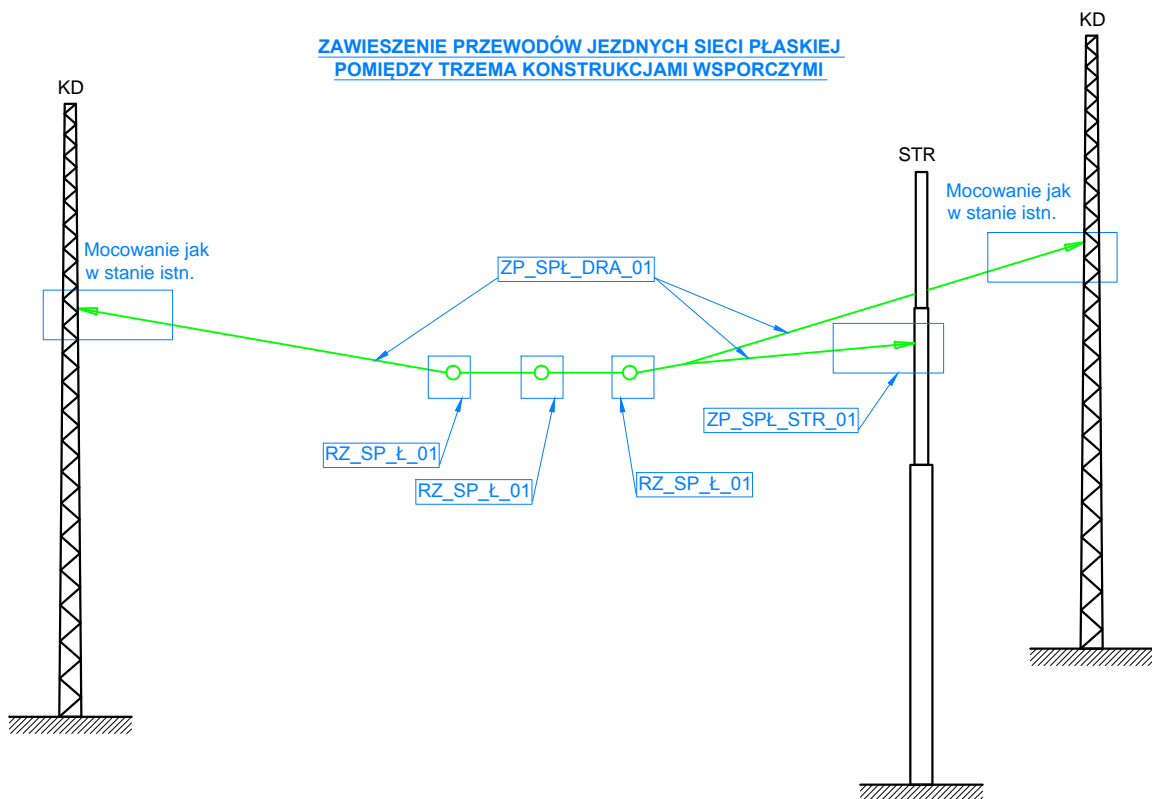 ZAWIESZENIE PRZEWODÓW JEZDNYCH SIECI PŁASKIEJ
POMIĘDZY TRZEMA KONSTRUKCJAMI WSPORCZYMI
KD
KD
STR
Mocowanie jak
w stanie istn.
Mocowanie jak
w stanie istn.
ZP_SPŁ_DRA_01
ZP_SPŁ_STR_01
RZ_SP_Ł_01
RZ_SP_Ł_01
RZ_SP_Ł_01